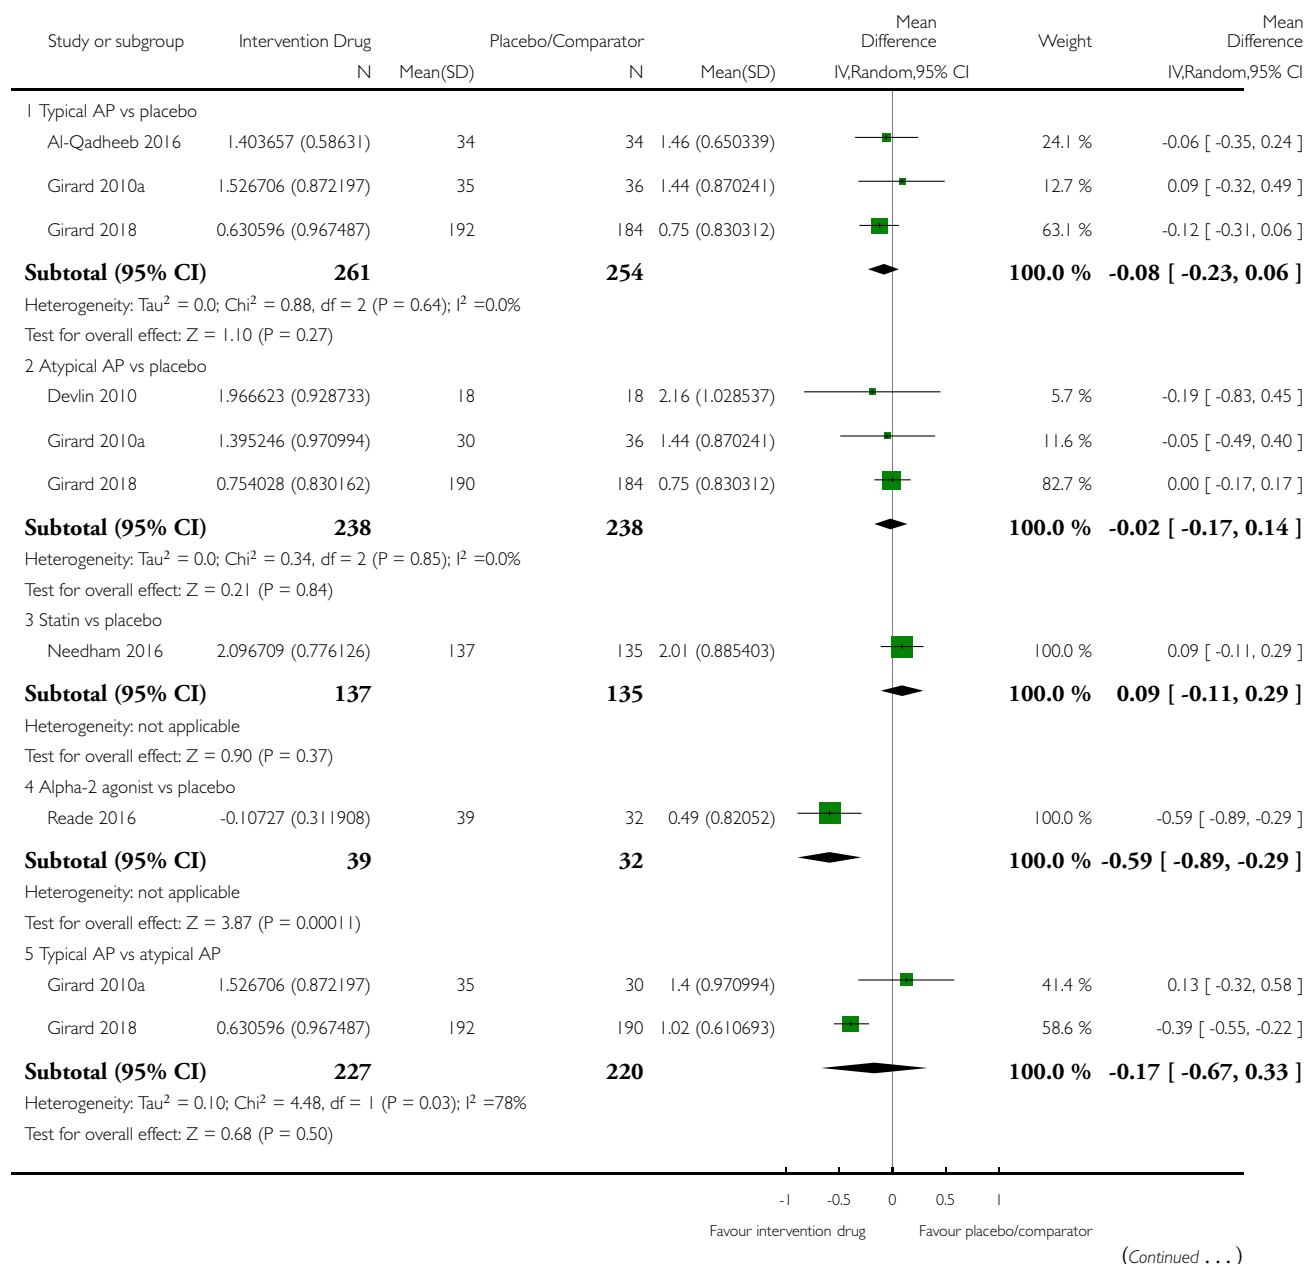 Mean Mean
Study or subgroup Intervention Drug Placebo/Comparator Difference Weight Difference
N Mean(SD) N Mean(SD) IV,Random,95% CI IV,Random,95% CI
1 Typical AP vs placebo
Al-Qadheeb 2016 1.403657 (0.58631) 34 34 1.46 (0.650339) 24.1 % -0.06 [ -0.35, 0.24 ]
Girard 2010a 1.526706 (0.872197) 35 36 1.44 (0.870241) 12.7 % 0.09 [ -0.32, 0.49 ]
Girard 2018 0.630596 (0.967487) 192 184 0.75 (0.830312) 63.1 % -0.12 [ -0.31, 0.06 ]
Subtotal (95% CI) 261 254 100.0 % -0.08 [ -0.23, 0.06 ]
Heterogeneity: Tau² = 0.0; Chi² = 0.88, df = 2 (P = 0.64); I² =0.0%
Test for overall effect: Z = 1.10 (P = 0.27)
2 Atypical AP vs placebo
Devlin 2010 1.966623 (0.928733) 18 18 2.16 (1.028537) 5.7 % -0.19 [ -0.83, 0.45 ]
Girard 2010a 1.395246 (0.970994) 30 36 1.44 (0.870241) 11.6 % -0.05 [ -0.49, 0.40 ]
Girard 2018 0.754028 (0.830162) 190 184 0.75 (0.830312) 82.7 % 0.00 [ -0.17, 0.17 ]
Subtotal (95% CI) 238 238 100.0 % -0.02 [ -0.17, 0.14 ]
Heterogeneity: Tau² = 0.0; Chi² = 0.34, df = 2 (P = 0.85); I² =0.0%
Test for overall effect: Z = 0.21 (P = 0.84)
3 Statin vs placebo
Needham 2016 2.096709 (0.776126) 137 135 2.01 (0.885403) 100.0 % 0.09 [ -0.11, 0.29 ]
Subtotal (95% CI) 137 135 100.0 % 0.09 [ -0.11, 0.29 ]
Heterogeneity: not applicable
Test for overall effect: Z = 0.90 (P = 0.37)
4 Alpha-2 agonist vs placebo
Reade 2016 -0.10727 (0.311908) 39 32 0.49 (0.82052) 100.0 % -0.59 [ -0.89, -0.29 ]
Subtotal (95% CI) 39 32 100.0 % -0.59 [ -0.89, -0.29 ]
Heterogeneity: not applicable
Test for overall effect: Z = 3.87 (P = 0.00011)
5 Typical AP vs atypical AP
Girard 2010a 1.526706 (0.872197) 35 30 1.4 (0.970994) 41.4 % 0.13 [ -0.32, 0.58 ]
Girard 2018 0.630596 (0.967487) 192 190 1.02 (0.610693) 58.6 % -0.39 [ -0.55, -0.22 ]
Subtotal (95% CI) 227 220 100.0 % -0.17 [ -0.67, 0.33 ]
Heterogeneity: Tau² = 0.10; Chi² = 4.48, df = 1 (P = 0.03); I² =78%
Test for overall effect: Z = 0.68 (P = 0.50)
-1 -0.5 0 0.5 1
Favour intervention drug Favour placebo/comparator
(Continued . . . )